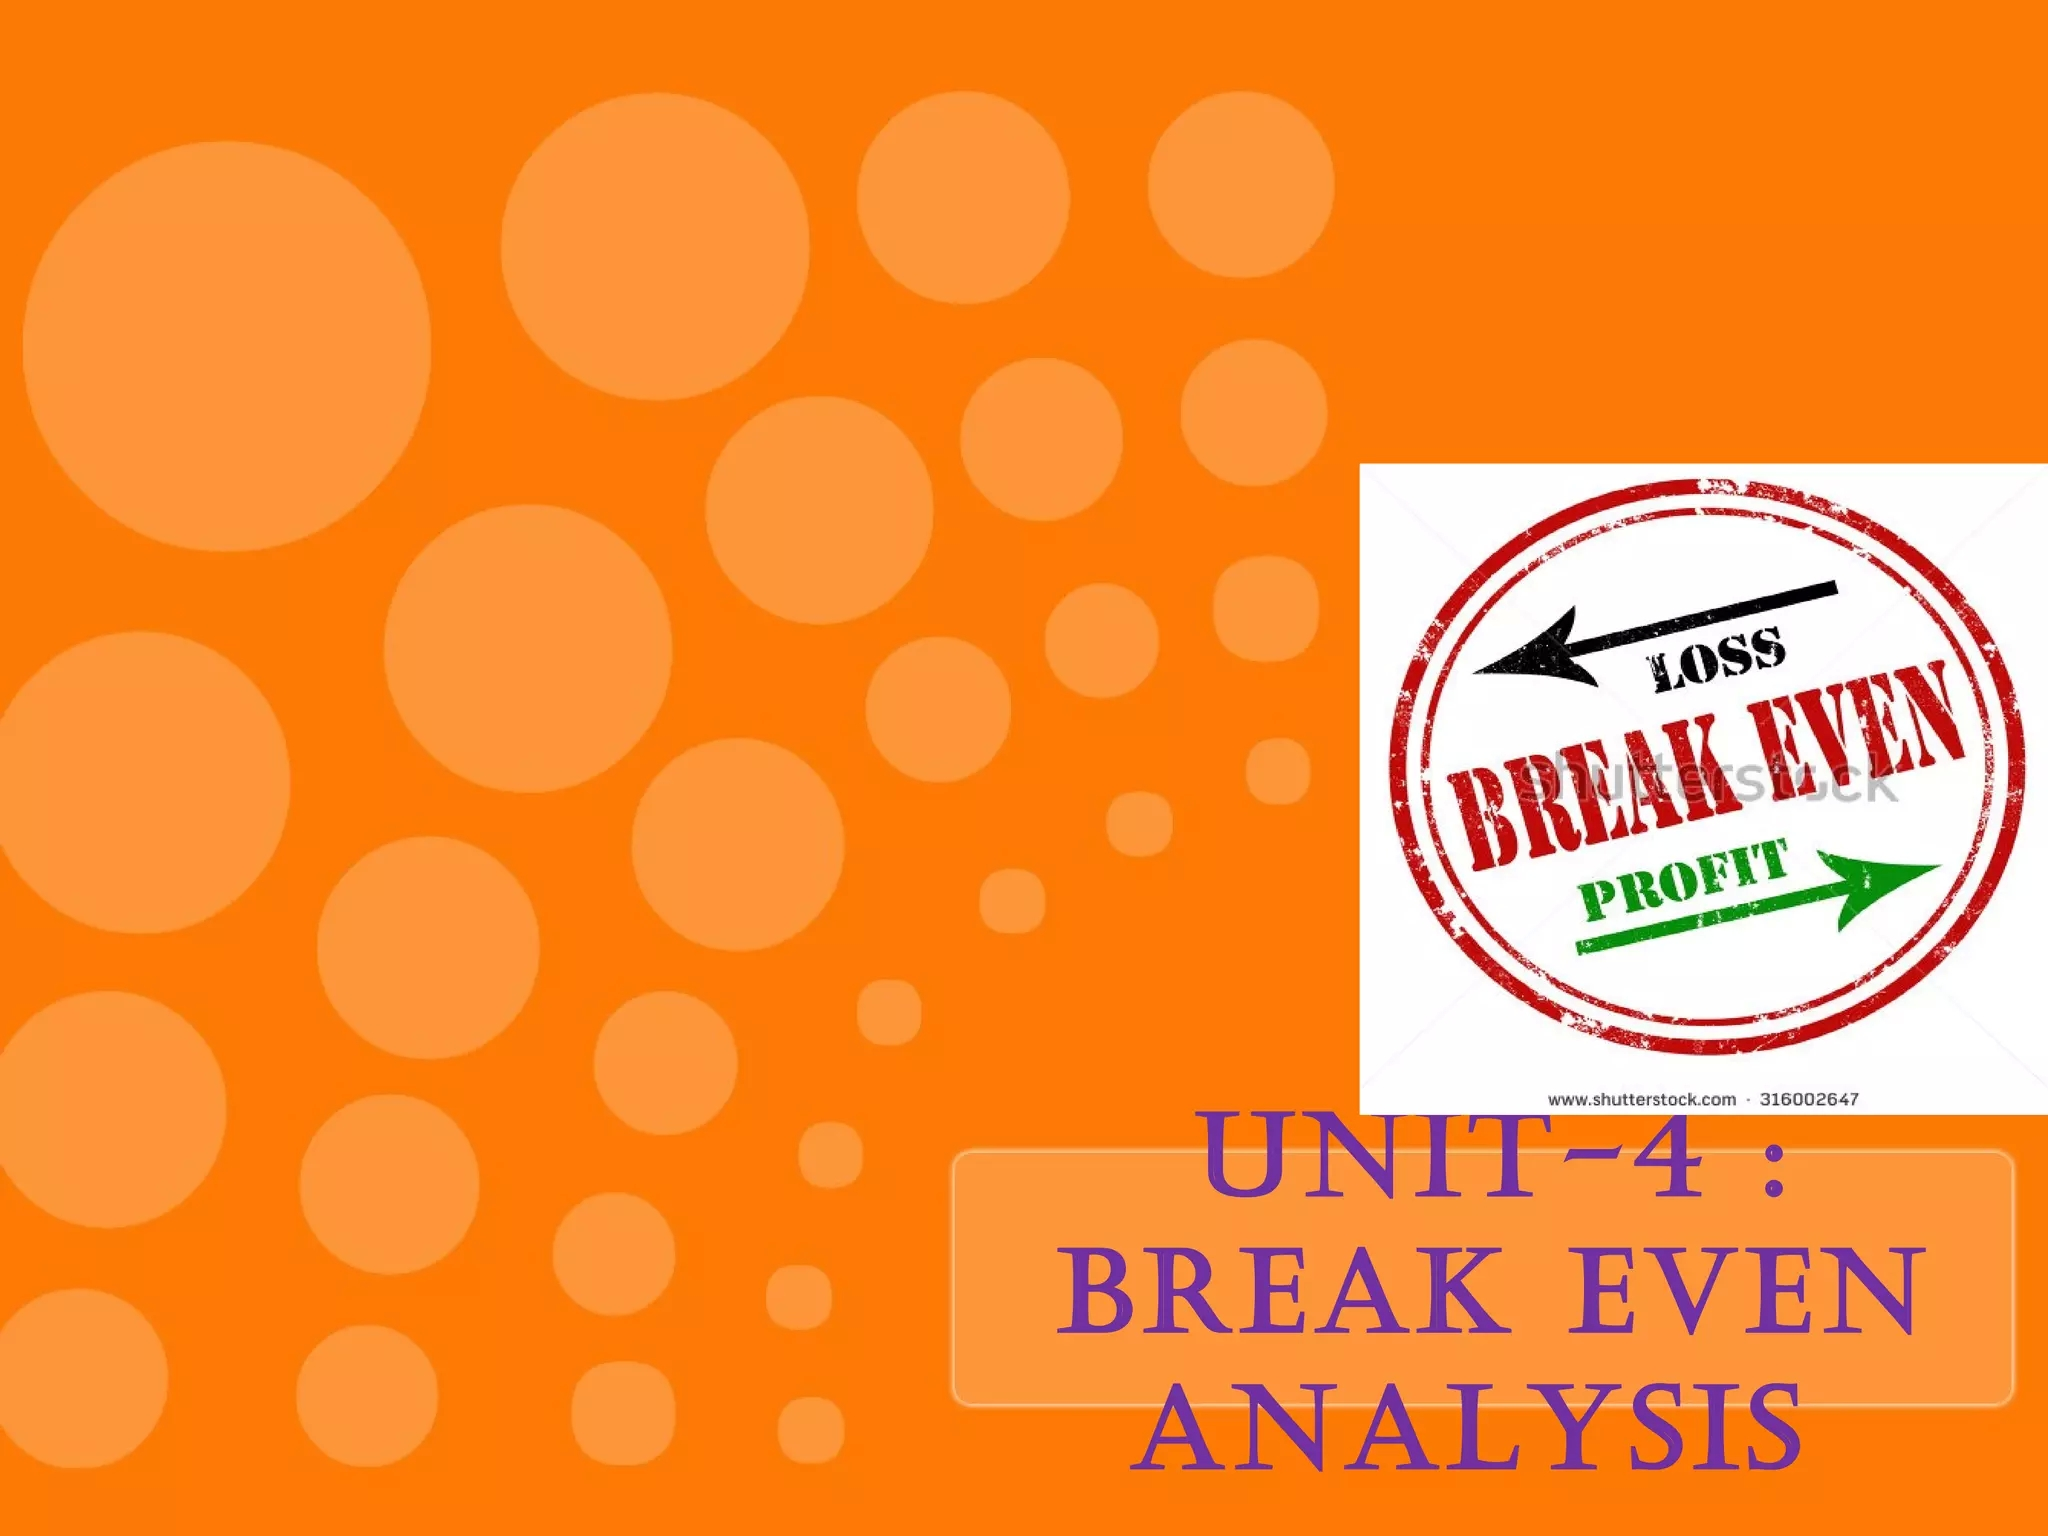 LOSS
BREAK EVEN
shutterstock
PROFIT
www.shutterstock.com · 316002647
UNIT-4 :
BREAK EVEN
ANALYSIS